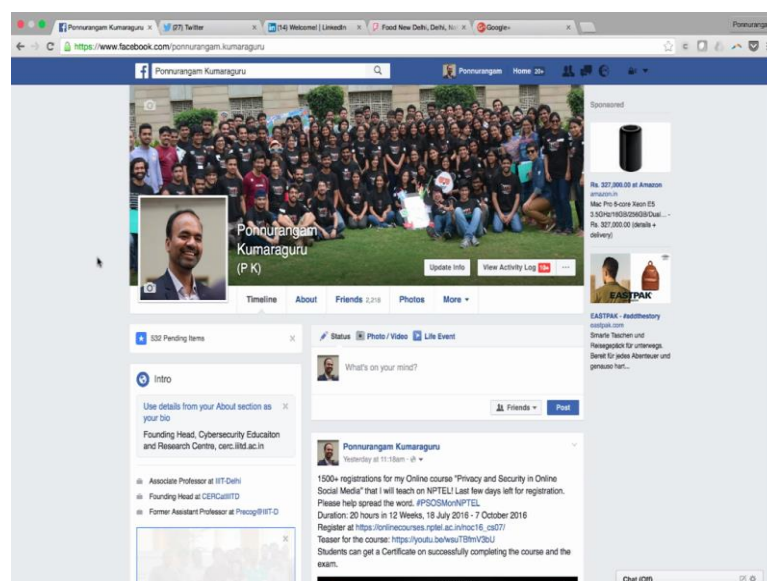 Ponnurangam Kumaragu
(27) Twitter
(14) Welcome! | LinkedIn
Food New Delhi, Delhi,
Google+
Ponnuranga
https://www.facebook.com/ponnurangam.kumaraguru
Ponnurangam Kumaraguru
Ponnurangam
Home 20+
Ponnurangam
Kumaraguru
(P K)
Update Info
View Activity Log 10+
Timeline
About
Friends 2,218
Photos
More
532 Pending Items
Intro
Use details from your About section as
your bio
Founding Head, Cybersecurity Educaiton
and Research Centre, cerc.iiitd.ac.in
Associate Professor at IIIT-Delhi
Founding Head at CERCatIIITD
Former Assistant Professor at Precog@IIIT-D
Status
Photo / Video
Life Event
What's on your mind?
Friends
Post
Ponnurangam Kumaraguru
Yesterday at 11:18am
1500+ registrations for my Online course "Privacy and Security in Online
Social Media" that I will teach on NPTEL! Last few days left for registration.
Please help spread the word. #PSOSMonNPTEL
Duration: 20 hours in 12 Weeks, 18 July 2016 - 7 October 2016
Register at https://onlinecourses.nptel.ac.in/noc16_cs07/
Teaser for the course: https://youtu.be/wsuTBfmV3bU
Students can get a Certificate on successfully completing the course and the
exam.
Sponsored
Rs. 327,000.00 at Amazon
amazon.in
Mac Pro 6-core Xeon E5
3.5GHz/16GB/256GB/Dual... -
Rs. 327,000.00 (details +
delivery)
EASTPAK
EASTPAK - #addthestory
eastpak.com
Smarte Taschen und
Reisegepäck für unterwegs.
Bereit für jedes Abenteuer und
genauso hart...
Chat (Off)